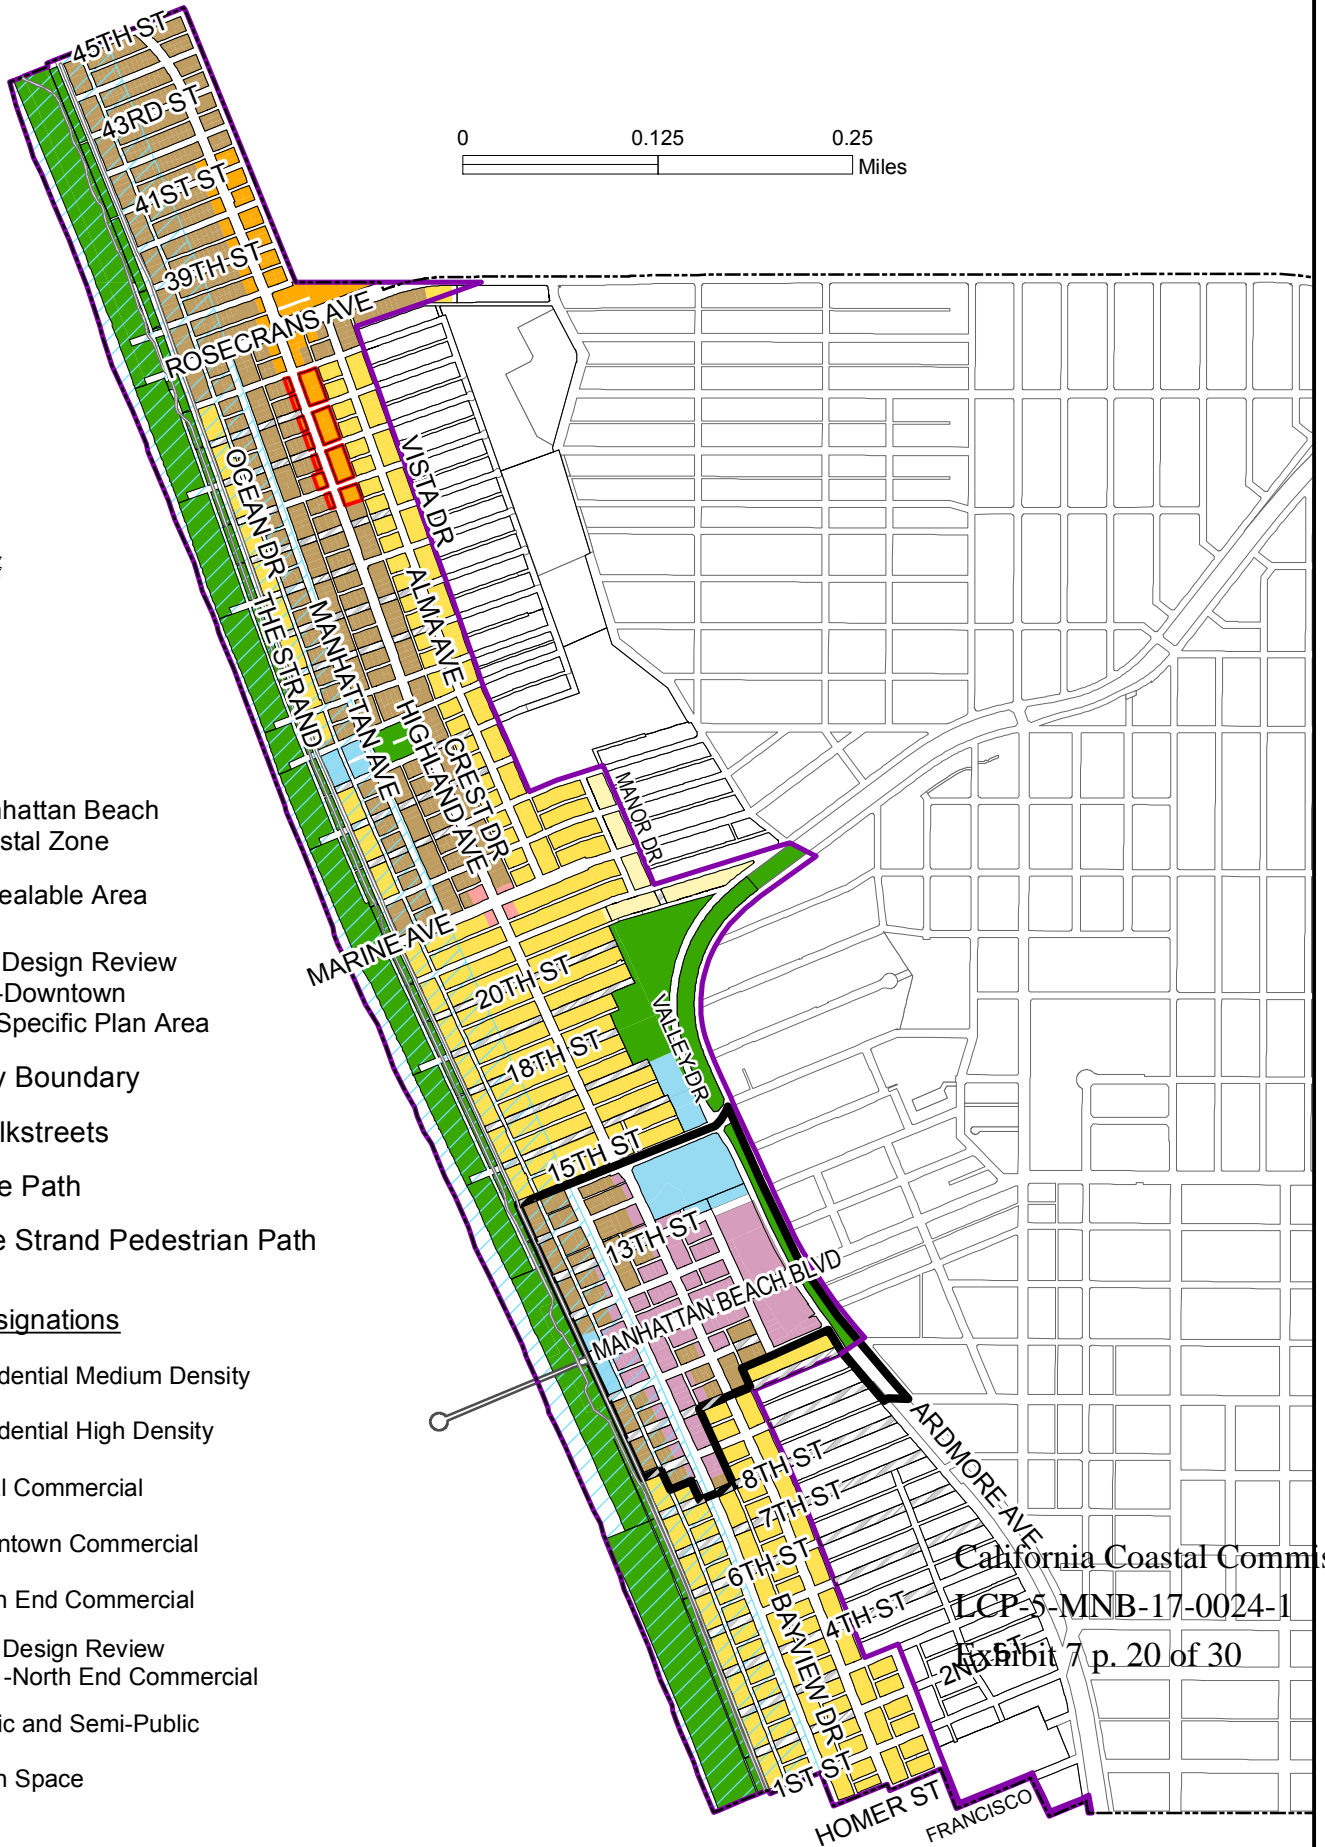 45TH ST
43RD ST
41ST ST
39TH ST
0 0.125 0.25
Miles
ROSECRANS AVE
OCEAN DR
VISTA DR
THE STRAND
MANHATTAN AVE
ALMA AVE
HIGHLAND AVE
CREST DR
MANOR DR
MARINE AVE
20TH ST
18TH ST
VALLEY DR
15TH ST
13TH ST
MANHATTAN BEACH BLVD
8TH ST
7TH ST
6TH ST
4TH ST
2ND ST
BAYVIEW DR
1ST ST
HOMER ST
FRANCISCO
ARDMORE AVE
nhattan Beach
stal Zone
ealable Area
Design Review
-Downtown
Specific Plan Area
y Boundary
lkstreets
e Path
e Strand Pedestrian Path
signations
dential Medium Density
dential High Density
l Commercial
ntown Commercial
h End Commercial
Design Review
-North End Commercial
ic and Semi-Public
n Space
California Coastal Commis
LCP-5-MNB-17-0024-1
Exhibit 7 p. 20 of 30